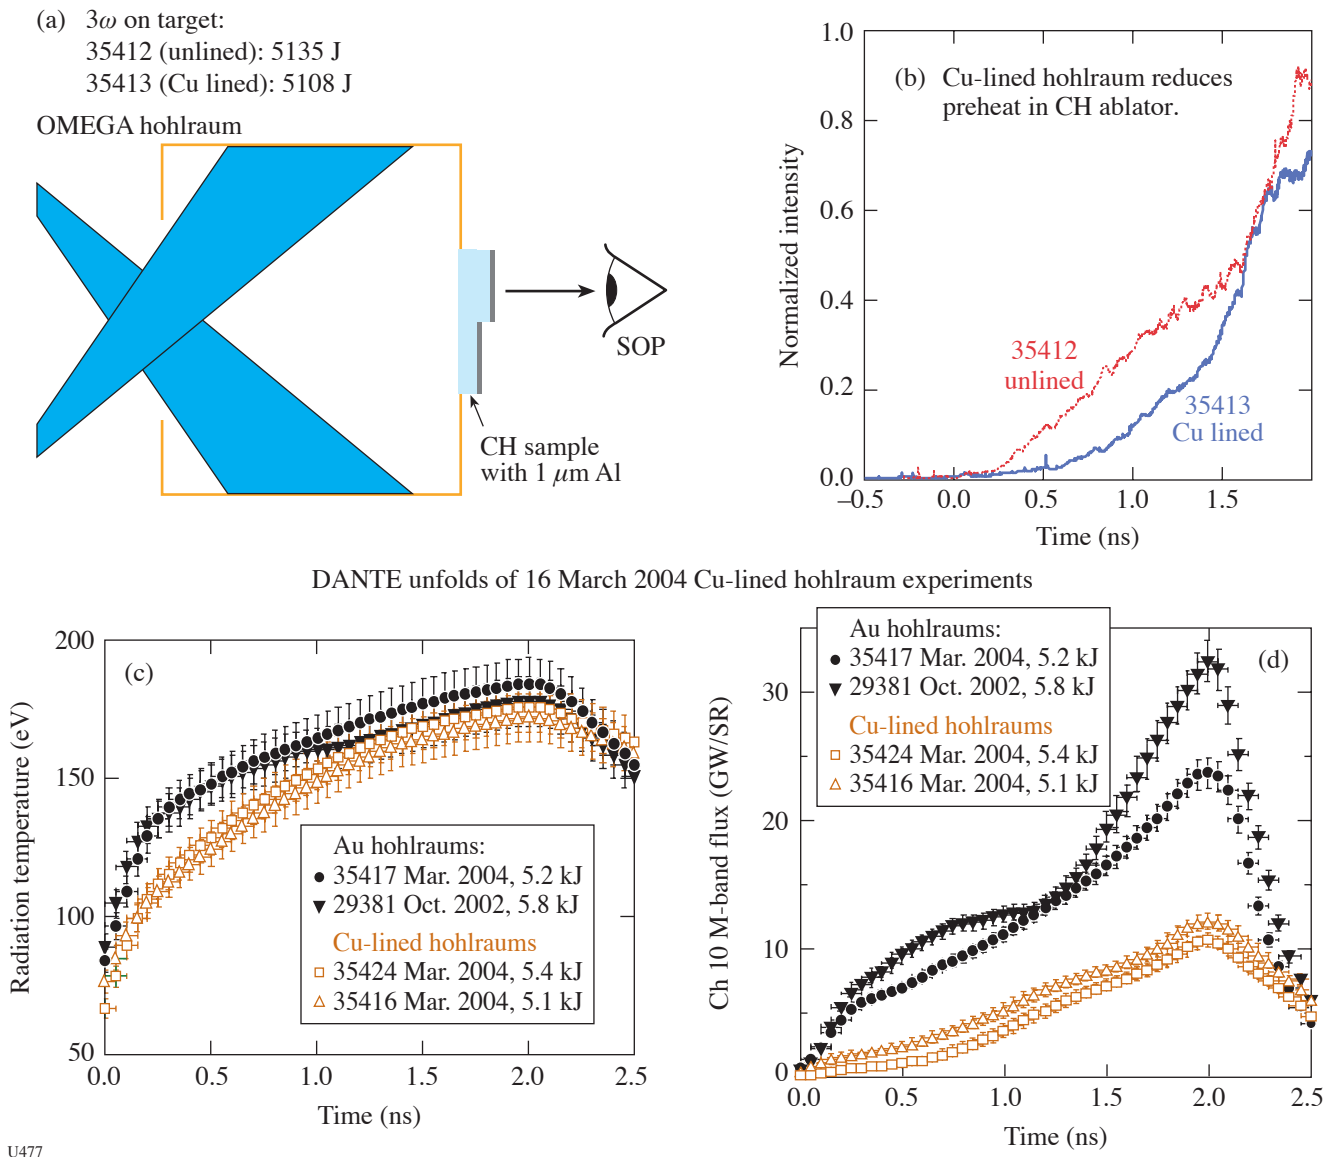 (a) 3ω on target:
35412 (unlined): 5135 J
35413 (Cu lined): 5108 J
OMEGA hohlraum
SOP
CH sample
with 1 μm Al
(b) Cu-lined hohlraum reduces
preheat in CH ablator.
Normalized intensity
1.0
0.8
0.6
0.4
0.2
0.0
35412
unlined
35413
Cu lined
–0.5 0.0 0.5 1.0 1.5
Time (ns)
DANTE unfolds of 16 March 2004 Cu-lined hohlraum experiments
(c)
Radiation temperature (eV)
200
150
100
50
Au hohlraums:
35417 Mar. 2004, 5.2 kJ
29381 Oct. 2002, 5.8 kJ
Cu-lined hohlraums
35424 Mar. 2004, 5.4 kJ
35416 Mar. 2004, 5.1 kJ
0.0 0.5 1.0 1.5 2.0 2.5
Time (ns)
(d)
Ch 10 M-band flux (GW/SR)
30
20
10
0
Au hohlraums:
35417 Mar. 2004, 5.2 kJ
29381 Oct. 2002, 5.8 kJ
Cu-lined hohlraums
35424 Mar. 2004, 5.4 kJ
35416 Mar. 2004, 5.1 kJ
0.0 0.5 1.0 1.5 2.0 2.5
Time (ns)
U477